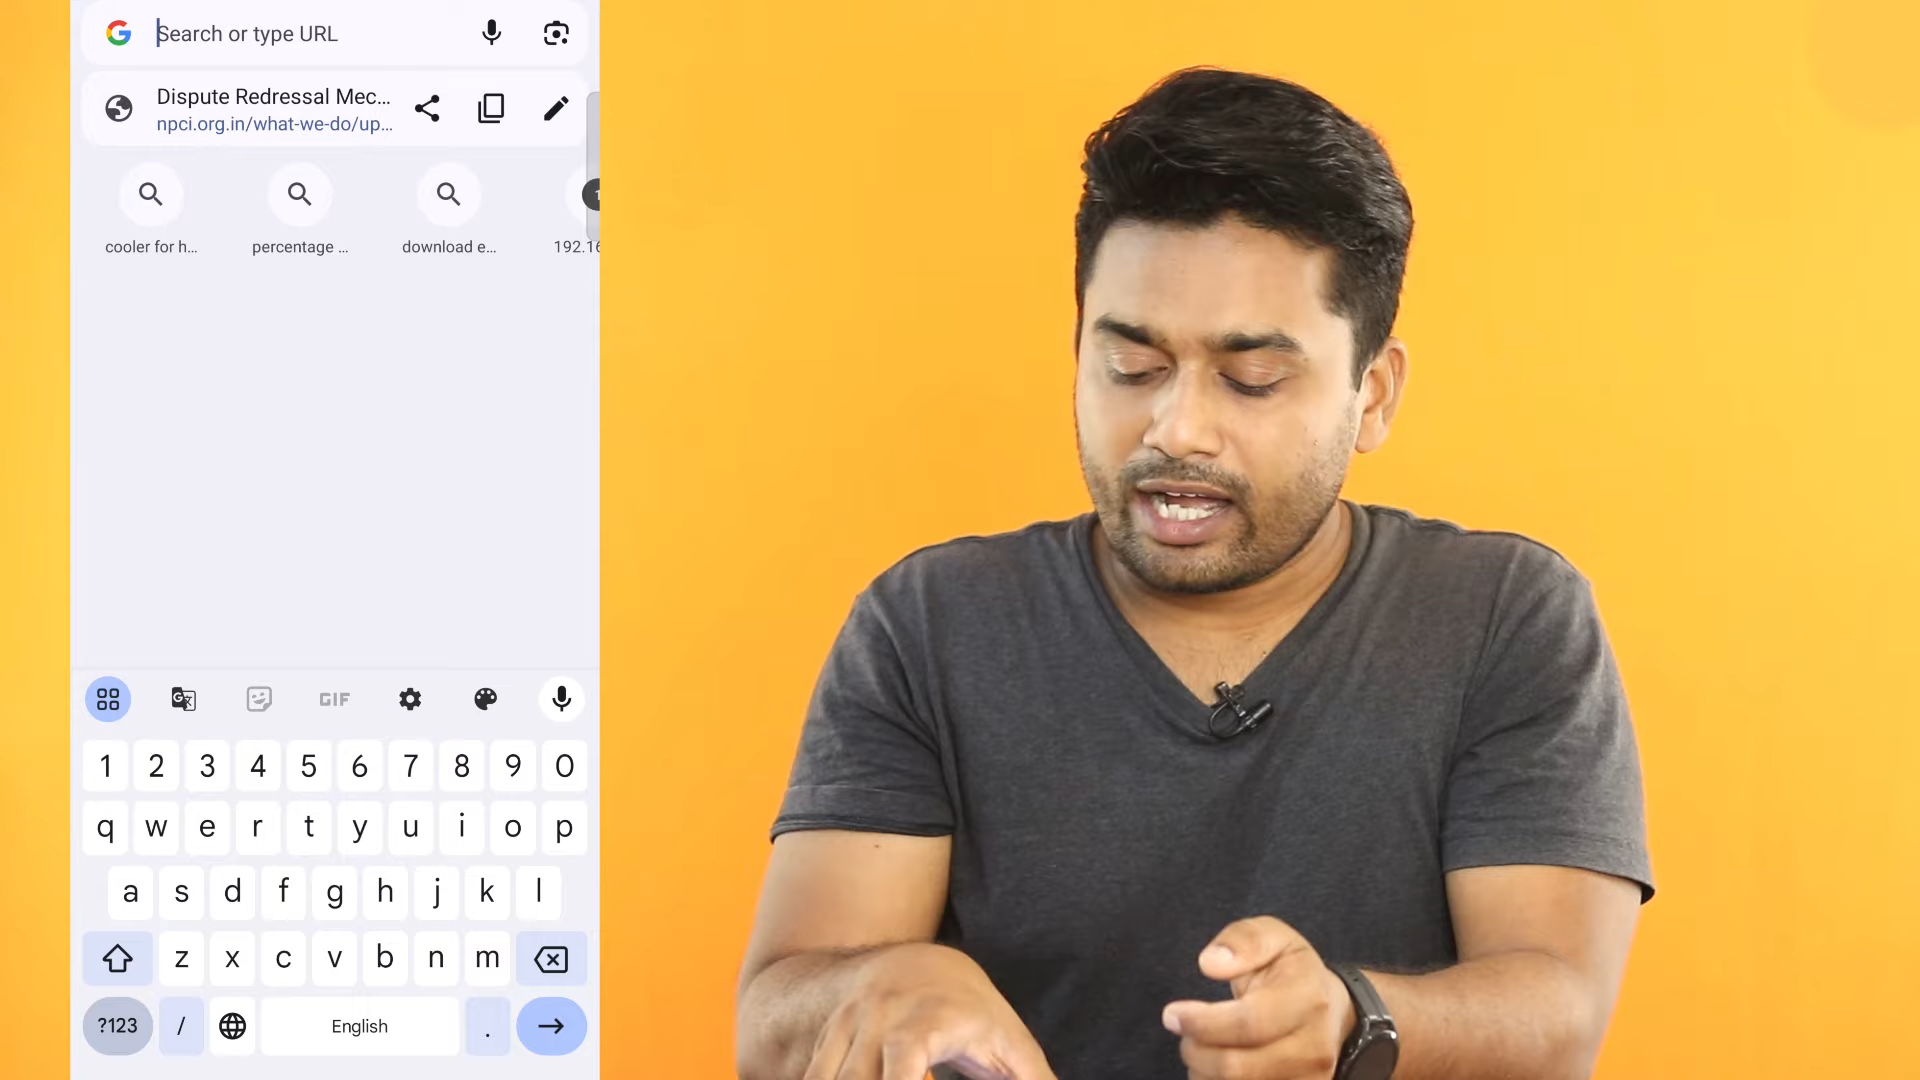 Search or type URL
Dispute Redressal Mec...
npci.org.in/what-we-do/up...
cooler for h... percentage ... download e... 192.16
GIF
1 2 3 4 5 6 7 8 9 0
q w e r t y u i o p
a s d f g h j k l
z x c v b n m
?123 / English .